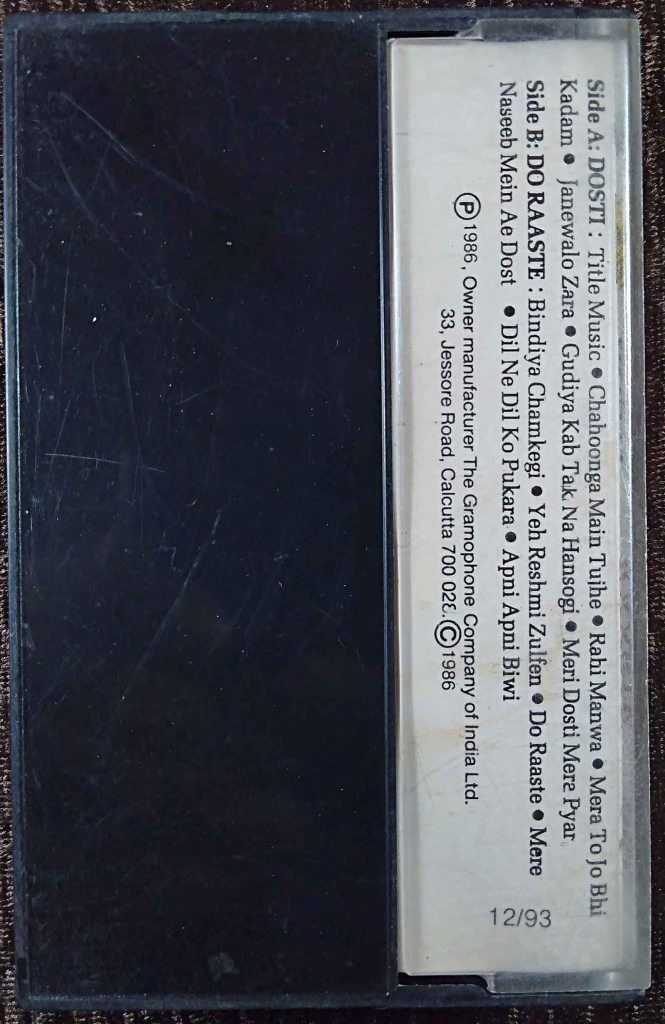 Side A: DOSTI : Title Music • Chahoonga Main Tujhe • Rahi Manwa • Mera To Jo Bhi
Kadam • Janewalo Zara • Gudiya Kab Tak Na Hansogi • Meri Dosti Mera Pyar
Side B: DO RAASTE : Bindiya Chamkegi • Yeh Reshmi Zulfen • Do Raaste • Mere
Naseeb Mein Ae Dost • Dil Ne Dil Ko Pukara • Apni Apni Biwi
Ⓟ 1986, Owner manufacturer The Gramophone Company of India Ltd.
33, Jessore Road, Calcutta 700 028. © 1986
12/93